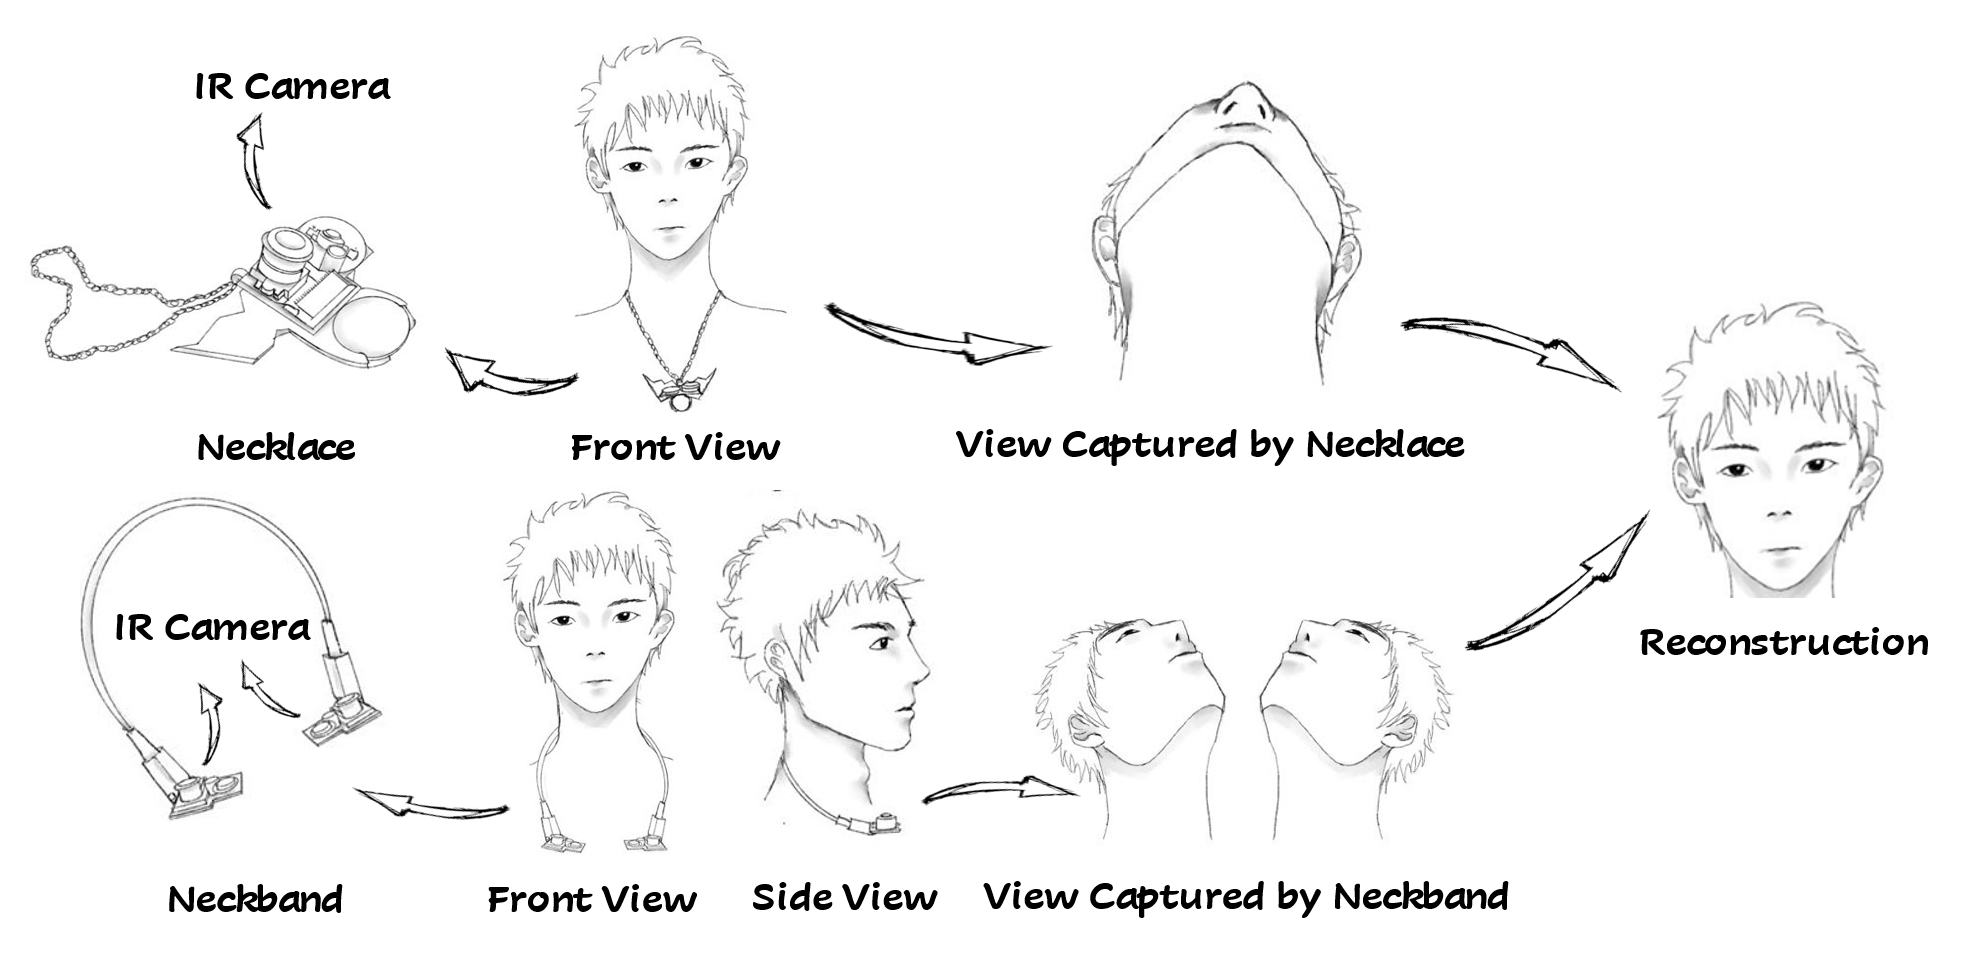 IR Camera
Necklace
Front View
View Captured by Necklace
IR Camera
Reconstruction
Neckband
Front View
Side View
View Captured by Neckband